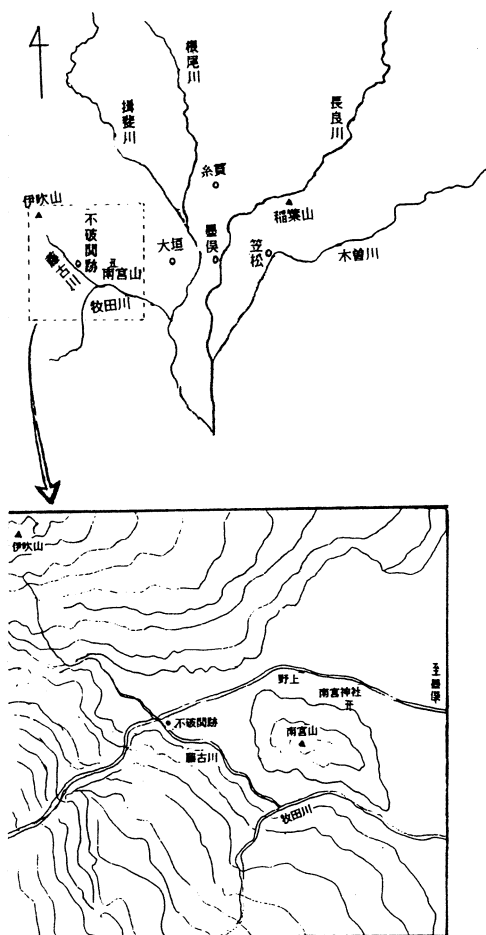 根尾川
揖斐川
長良川
糸貫
伊吹山
不破関跡
稲葉山
大垣
墨俣
笠松
木曽川
藤古川
南宮山
牧田川
伊吹山
野上
南宮神社
至墨俣
不破関跡
南宮山
藤古川
牧田川